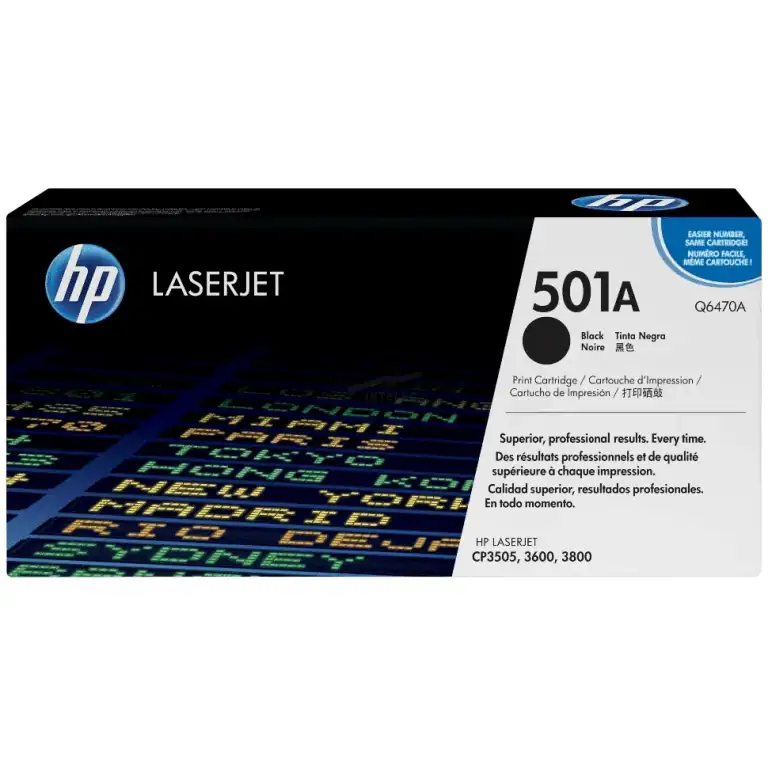 hp
EASIER NUMBER,
SAME CARTRIDGE!
NUMÉRO FACILE,
MÊME CARTOUCHE !
hp LASERJET
501A
Q6470A
Black Tinta Negra
Noire 黑色
Print Cartridge / Cartouche d'Impression /
Cartucho de Impresión / 打印硒鼓
LONDON
MIAMI
PARIS
TOKYO
HONG KON
NEW YORK
MADRID
RIO DEJA
SYDNEY
Superior, professional results. Every time.
Des résultats professionnels et de qualité
supérieure à chaque impression.
Calidad superior, resultados profesionales.
En todo momento.
HP LASERJET
CP3505, 3600, 3800